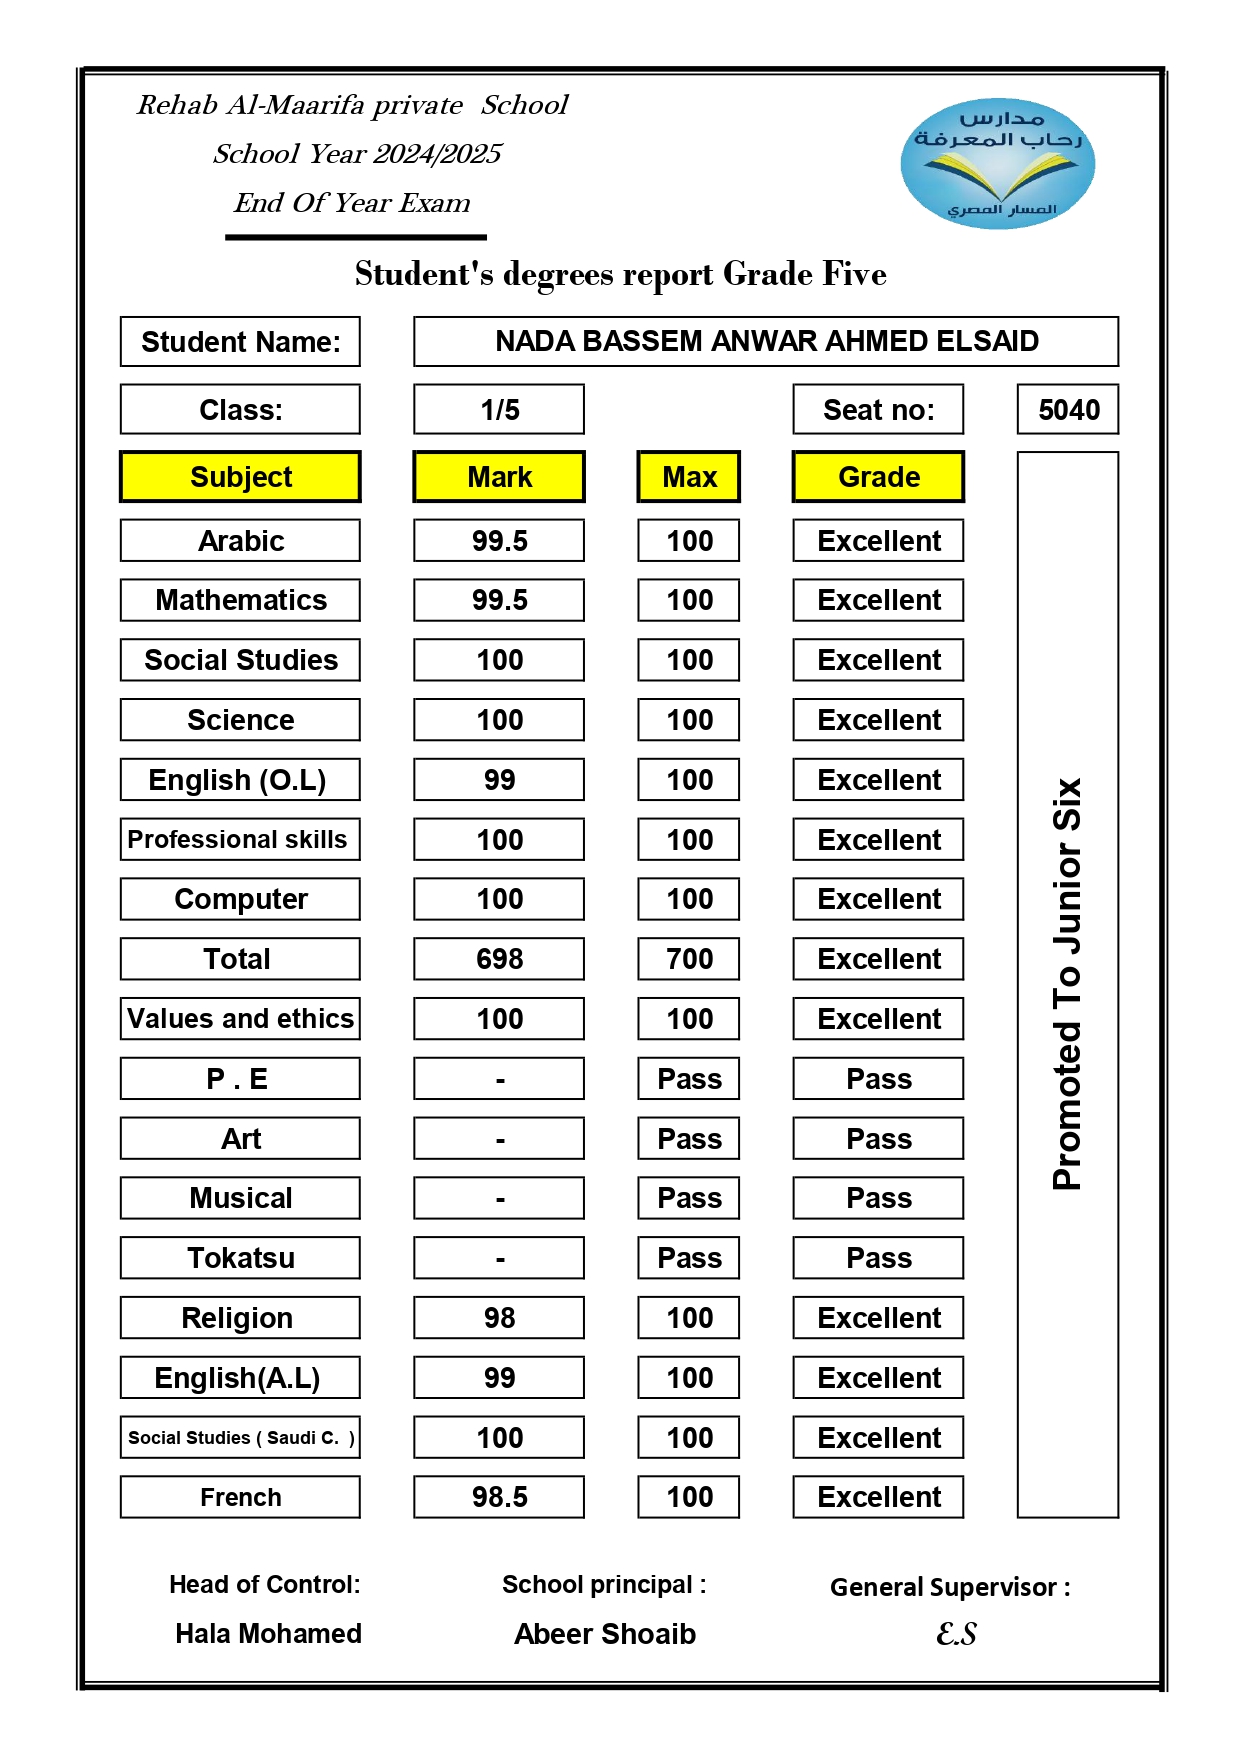 Rehab Al-Maarifa private School
School Year 2024/2025
End Of Year Exam
مدارس
رحاب المعرفة
المسار المصري
Student's degrees report Grade Five
Student Name: NADA BASSEM ANWAR AHMED ELSAID
Class: 1/5 Seat no: 5040
Subject Mark Max Grade
Arabic 99.5 100 Excellent
Mathematics 99.5 100 Excellent
Social Studies 100 100 Excellent
Science 100 100 Excellent
English (O.L) 99 100 Excellent
Professional skills 100 100 Excellent
Computer 100 100 Excellent
Total 698 700 Excellent
Values and ethics 100 100 Excellent
P . E - Pass Pass
Art - Pass Pass
Musical - Pass Pass
Tokatsu - Pass Pass
Religion 98 100 Excellent
English(A.L) 99 100 Excellent
Social Studies ( Saudi C. ) 100 100 Excellent
French 98.5 100 Excellent
Promoted To Junior Six
Head of Control: School principal : General Supervisor :
Hala Mohamed Abeer Shoaib E.S